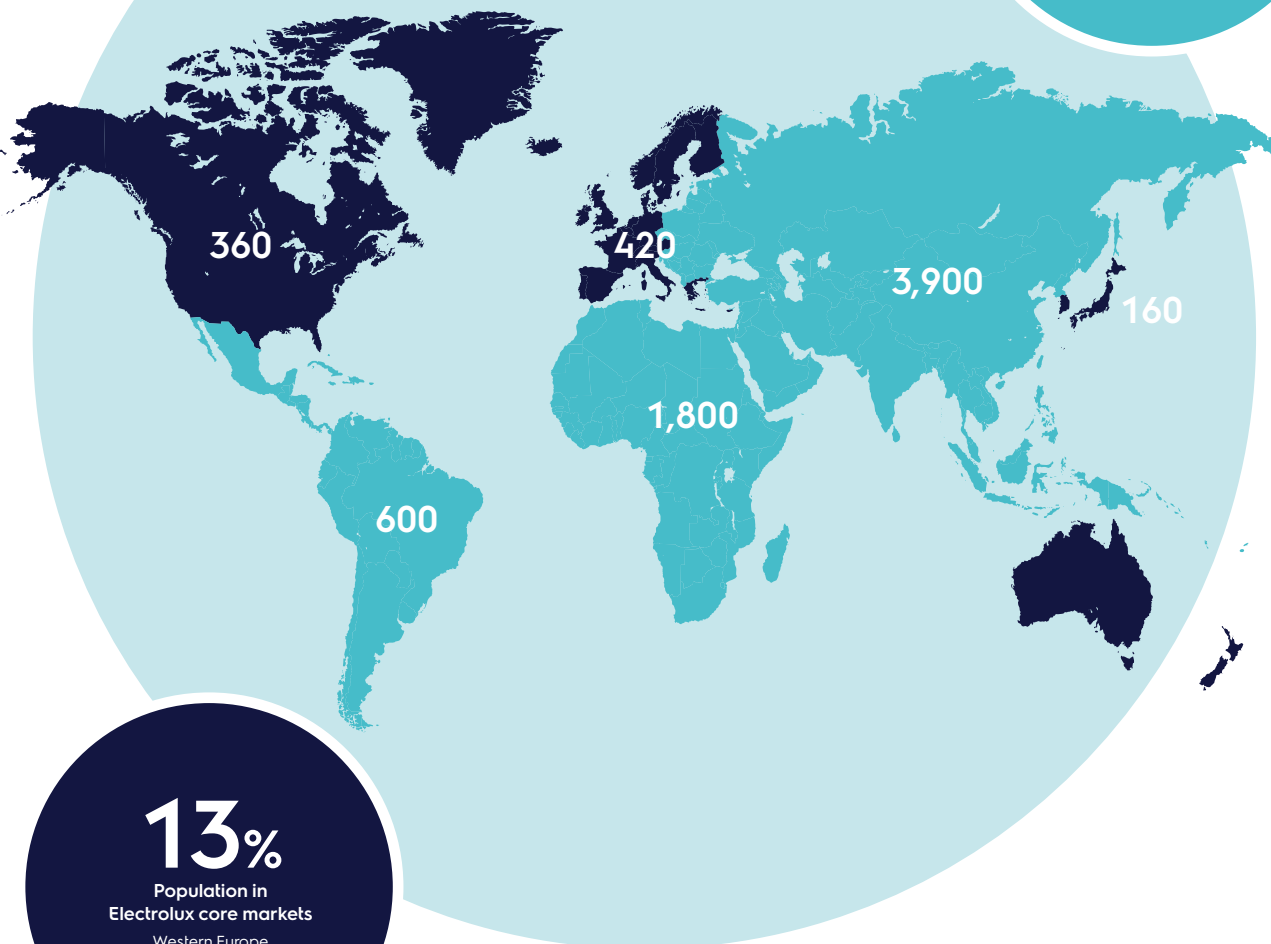 360
420
3,900
160
1,800
600
13%
Population in
Electrolux core markets
Western Europe